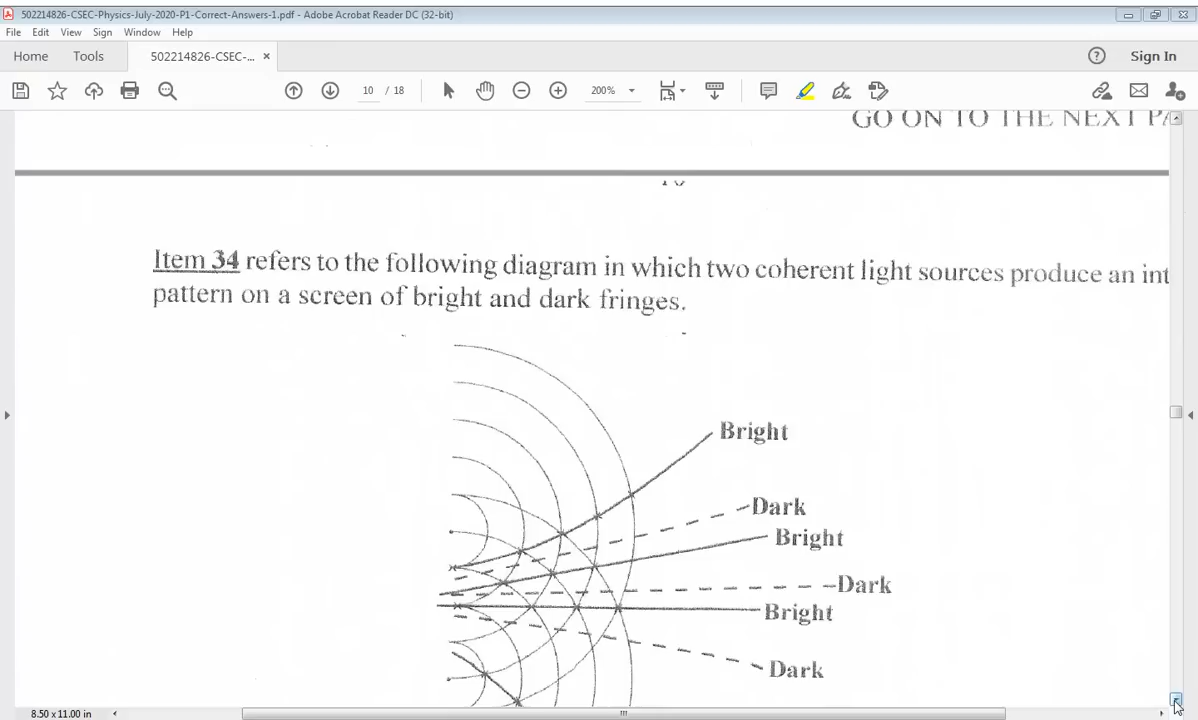 502214826-CSEC-Physics-July-2020-P1-Correct-Answers-1.pdf - Adobe Acrobat Reader DC (32-bit)
File Edit View Sign Window Help
Home Tools 502214826-CSEC-... × ? Sign In
10 / 18 200%
GO ON TO THE NEXT PA
Item 34 refers to the following diagram in which two coherent light sources produce an int
pattern on a screen of bright and dark fringes.
Bright
Dark
Bright
Dark
Bright
Dark
8.50 x 11.00 in